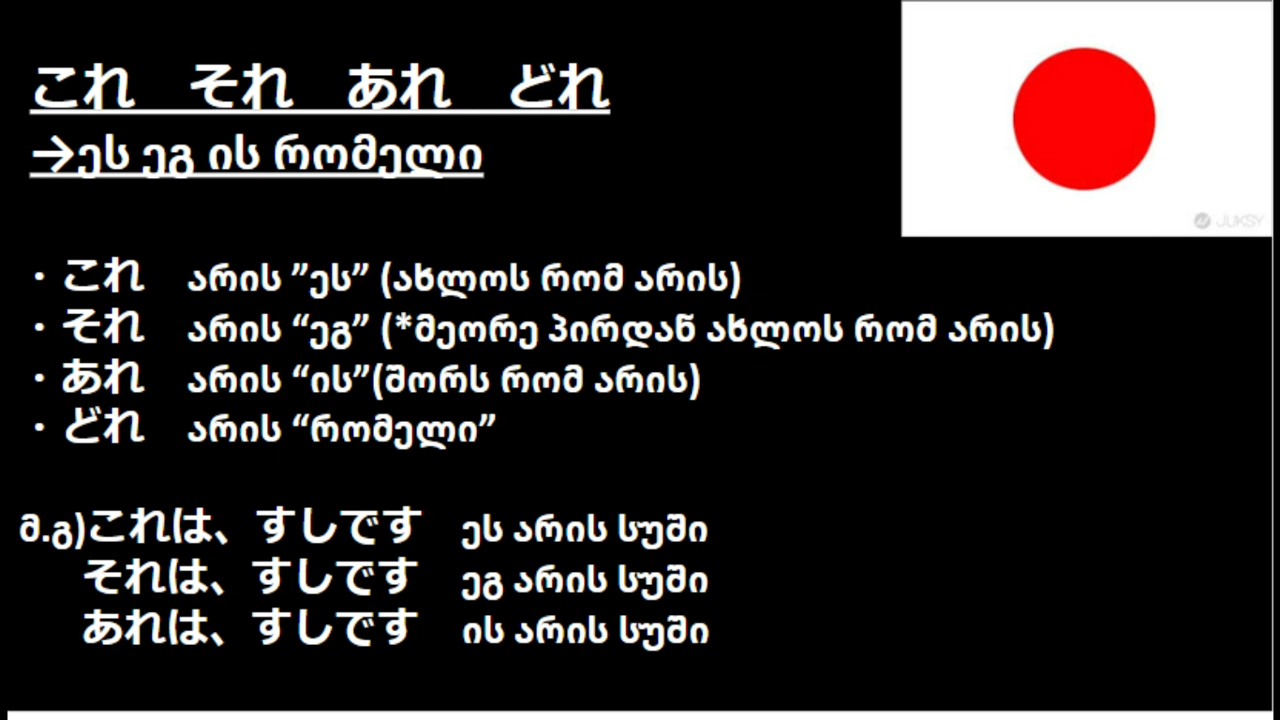 これ　それ　あれ　どれ
→ეს ეგ ის რომელი
JUKSY
・これ　არის ”ეს” (ახლოს რომ არის)
・それ　არის “ეგ” (*მეორე პირდან ახლოს რომ არის)
・あれ　არის “ის”(შორს რომ არის)
・どれ　არის “რომელი”
მ.გ)これは、すしです　ეს არის სუში
それは、すしです　ეგ არის სუში
あれは、すしです　ის არის სუში